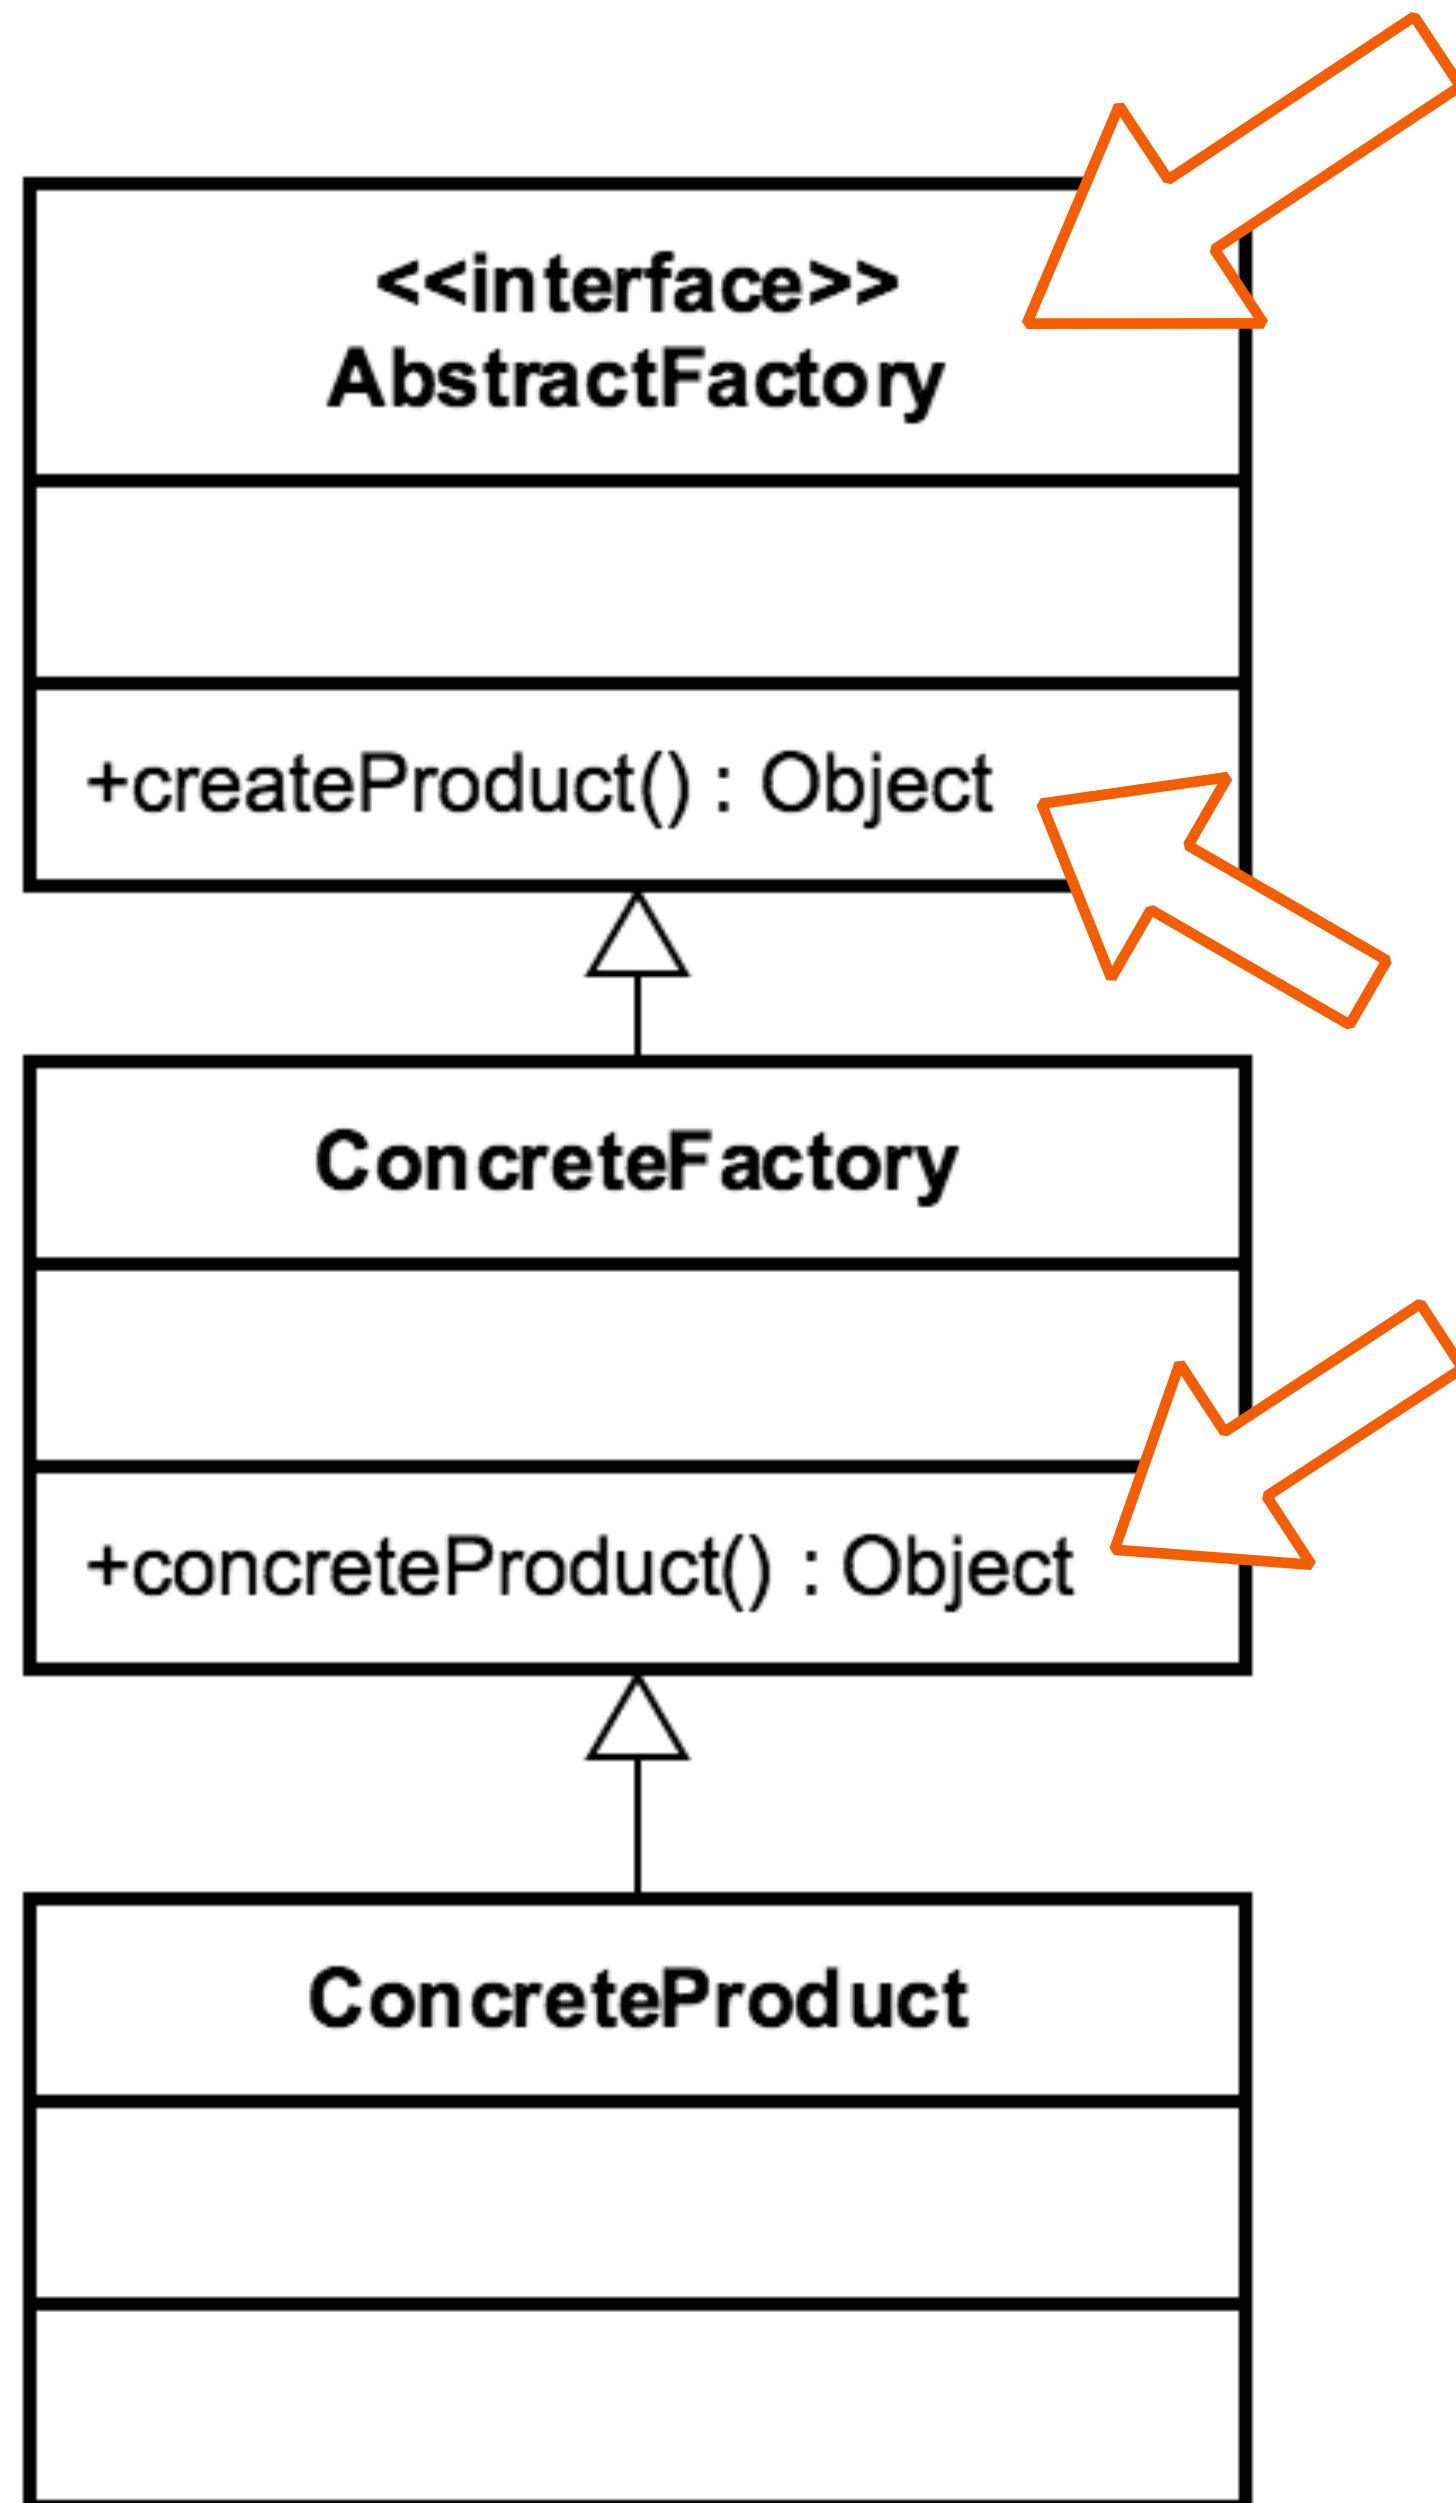 <<interface>>
AbstractFactory
+createProduct() : Object
ConcreteFactory
+concreteProduct() : Object
ConcreteProduct